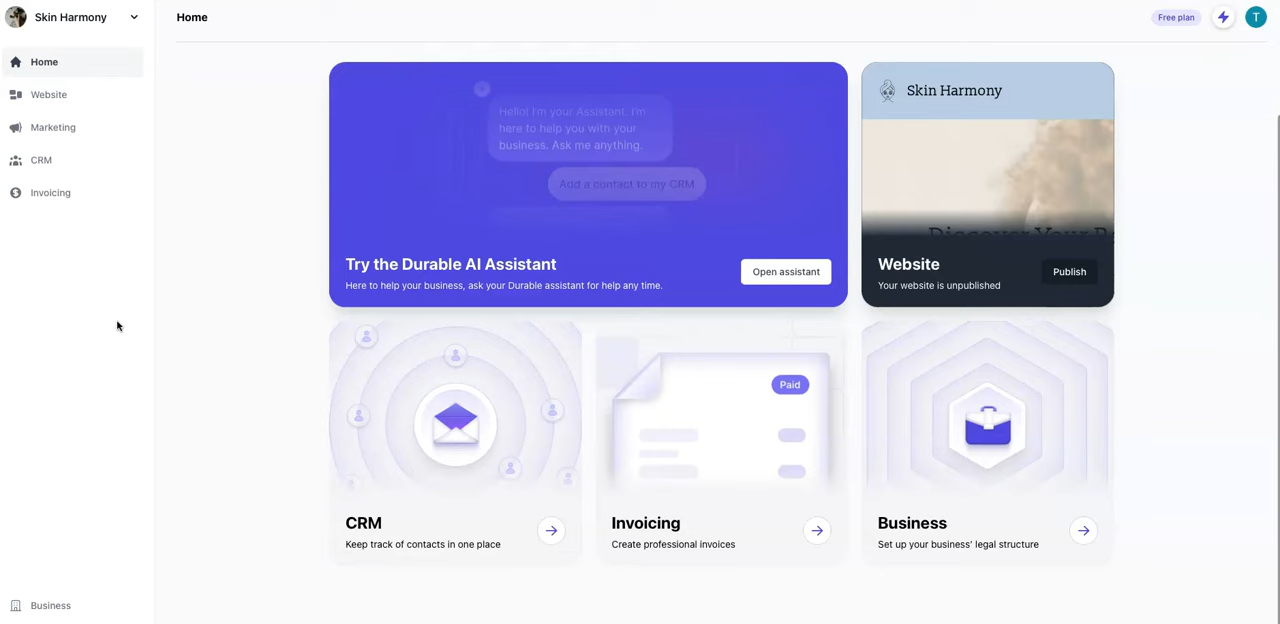 Skin Harmony
Home
Free plan
T
Home
Website
Marketing
CRM
Invoicing
Business
Hello! I'm your Assistant. I'm
here to help you with your
business. Ask me anything.
Add a contact to my CRM
Try the Durable AI Assistant
Here to help your business, ask your Durable assistant for help any time.
Open assistant
Skin Harmony
Discover Your
Website
Your website is unpublished
Publish
CRM
Keep track of contacts in one place
Paid
Invoicing
Create professional invoices
Business
Set up your business' legal structure